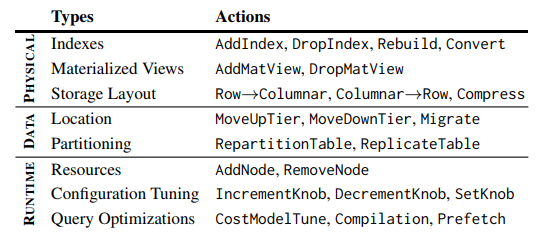 Types Actions
PHYSICAL
Indexes AddIndex, DropIndex, Rebuild, Convert
Materialized Views AddMatView, DropMatView
Storage Layout Row→Columnar, Columnar→Row, Compress
DATA
Location MoveUpTier, MoveDownTier, Migrate
Partitioning RepartitionTable, ReplicateTable
RUNTIME
Resources AddNode, RemoveNode
Configuration Tuning IncrementKnob, DecrementKnob, SetKnob
Query Optimizations CostModelTune, Compilation, Prefetch